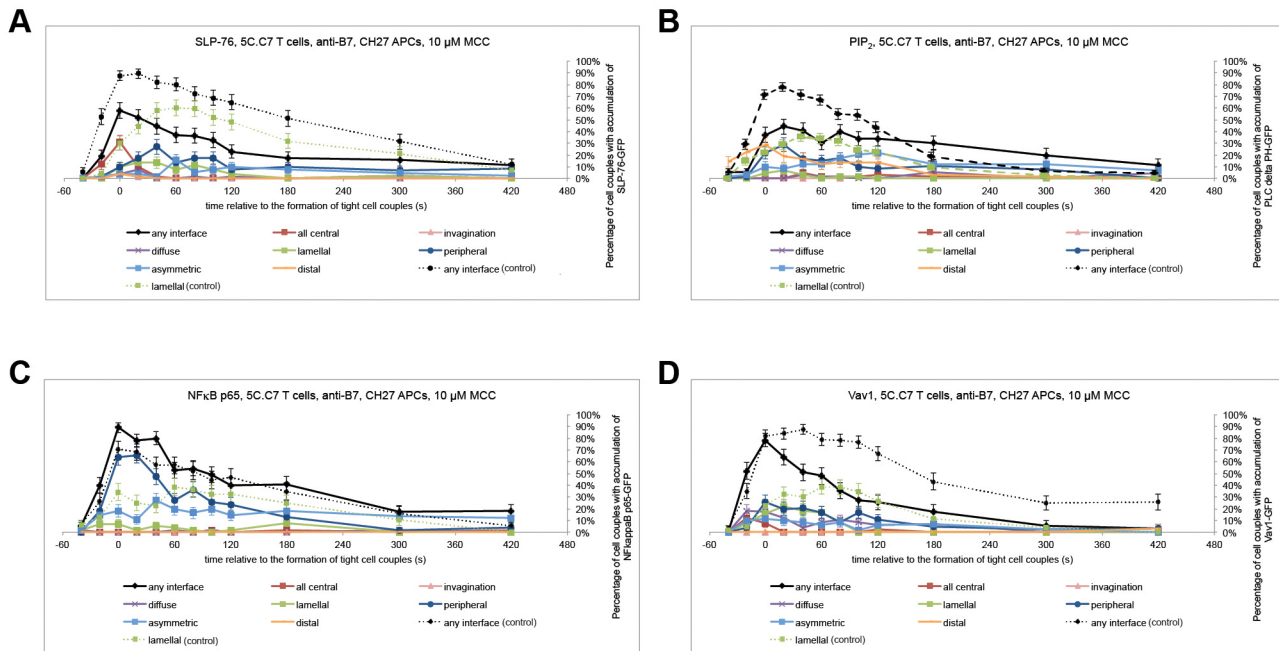 A
SLP-76, 5C.C7 T cells, anti-B7, CH27 APCs, 10 µM MCC
100%
90%
80%
70%
60%
50%
40%
30%
20%
10%
0%
Percentage of cell couples with accumulation of
SLP-76-GFP
-60 0 60 120 180 240 300 360 420 480
time relative to the formation of tight cell couples (s)
any interface all central invagination
diffuse lamellal peripheral
asymmetric distal any interface (control)
lamellal (control)
B
PIP2, 5C.C7 T cells, anti-B7, CH27 APCs, 10 µM MCC
100%
90%
80%
70%
60%
50%
40%
30%
20%
10%
0%
Percentage of cell couples with accumulation of
PLC delta PH-GFP
-60 0 60 120 180 240 300 360 420 480
time relative to the formation of tight cell couples (s)
any interface all central invagination
diffuse lamellal peripheral
asymmetric distal any interface (control)
lamellal (control)
C
NFκB p65, 5C.C7 T cells, anti-B7, CH27 APCs, 10 µM MCC
100%
90%
80%
70%
60%
50%
40%
30%
20%
10%
0%
Percentage of cell couples with accumulation of
NFkappaB p65-GFP
-60 0 60 120 180 240 300 360 420 480
time relative to the formation of tight cell couples (s)
any interface all central invagination
diffuse lamellal peripheral
asymmetric distal any interface (control)
lamellal (control)
D
Vav1, 5C.C7 T cells, anti-B7, CH27 APCs, 10 µM MCC
100%
90%
80%
70%
60%
50%
40%
30%
20%
10%
0%
Percentage of cell couples with accumulation of
Vav1-GFP
-60 0 60 120 180 240 300 360 420 480
time relative to the formation of tight cell couples (s)
any interface all central invagination
diffuse lamellal peripheral
asymmetric distal any interface (control)
lamellal (control)